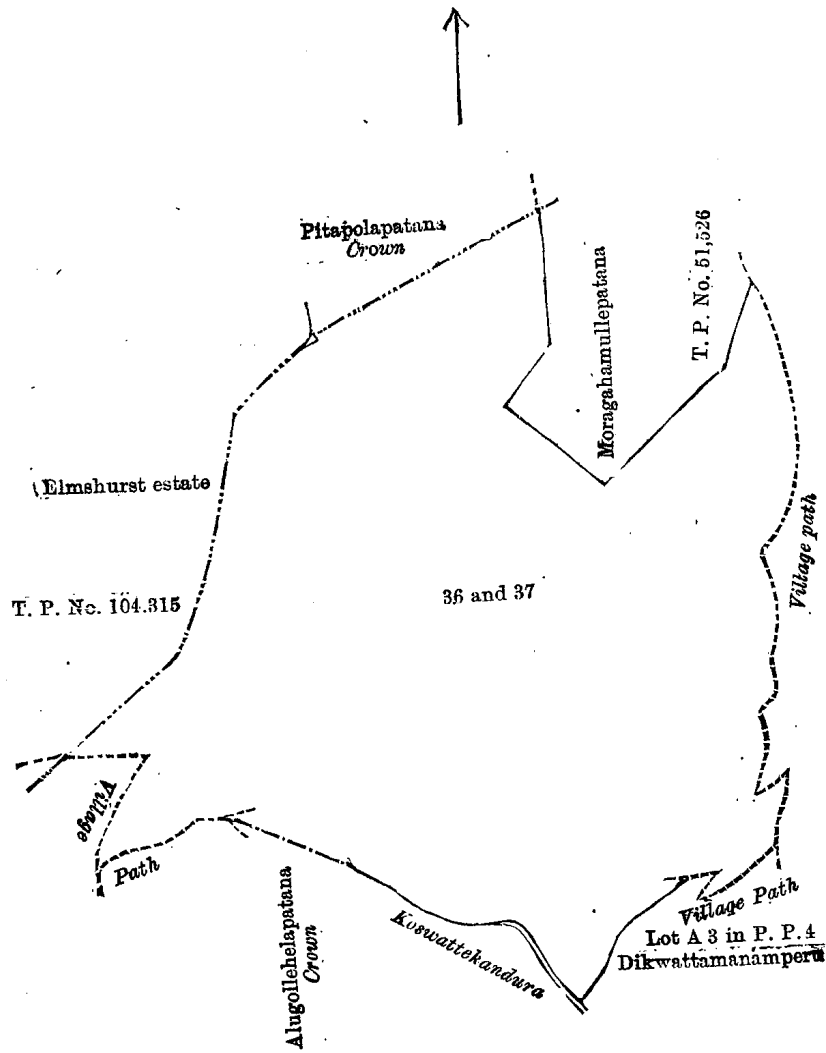 Pitapolapatana
Crown
T. P. No. 51,526
Moragahamullepatana
Elmshurst estate
T. P. No. 104.315
36 and 37
Village path
Village
Path
Alugollehelapatana
Crown
Koswattekandura
Village Path
Lot A 3 in P. P. 4
Dikwattamanamperu